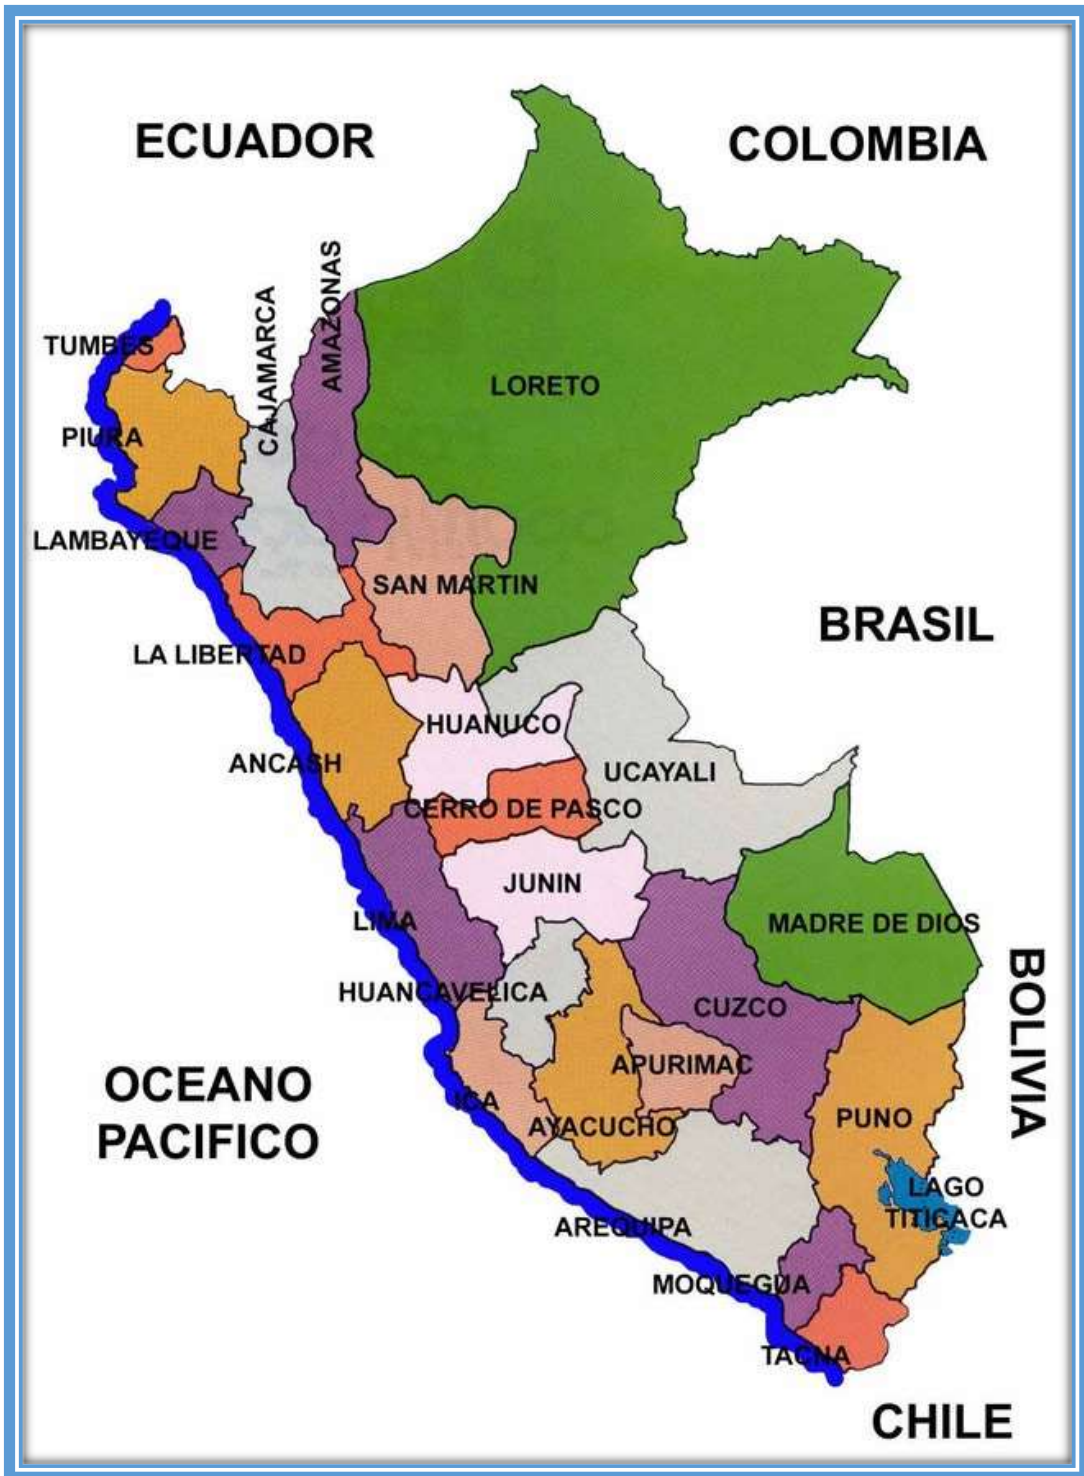 ECUADOR
COLOMBIA
AMAZONAS
CAJAMARCA
TUMBES
LORETO
PIURA
LAMBAYEQUE
SAN MARTIN
BRASIL
LA LIBERTAD
HUANUCO
ANCASH
UCAYALI
CERRO DE PASCO
JUNIN
LIMA
MADRE DE DIOS
HUANCAVELICA
CUZCO
BOLIVIA
APURIMAC
OCEANO
PACIFICO
ICA
AYACUCHO
PUNO
LAGO
TITICACA
AREQUIPA
MOQUEGUA
TACNA
CHILE